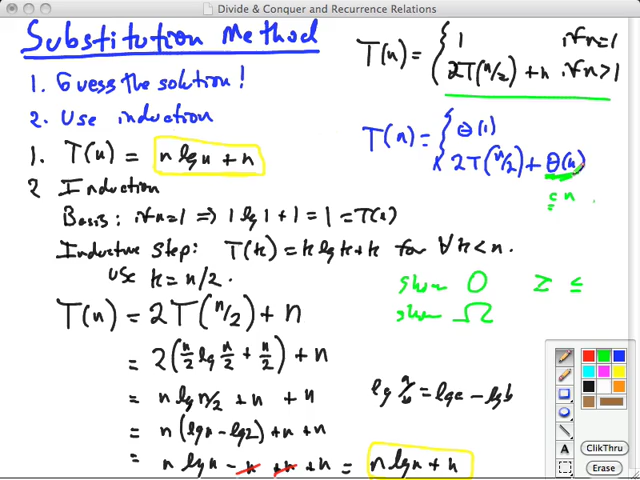 Divide & Conquer and Recurrence Relations
Substitution Method
1. Guess the solution!
2. Use induction
T(n) = { 1 if n=1
2T(n/2) + n if n>1
T(n) = { Θ(1)
2T(n/2) + Θ(n)
≤ n
1. T(n) = n lg n + n
2 Induction
Basis: if n=1 ⇒ 1 lg 1 + 1 = 1 = T(n)
Inductive Step: T(k) = k lg k + k for ∀k<n.
Use k = n/2.
show O ≤
show Ω
T(n) = 2T(n/2) + n
= 2(n/2 lg n/2 + n/2) + n
= n lg n/2 + n + n
lg a/b = lg a - lg b
= n(lg n - lg 2) + n + n
= n lg n - n + n + n = n lg n + n
A
ClikThru
Erase